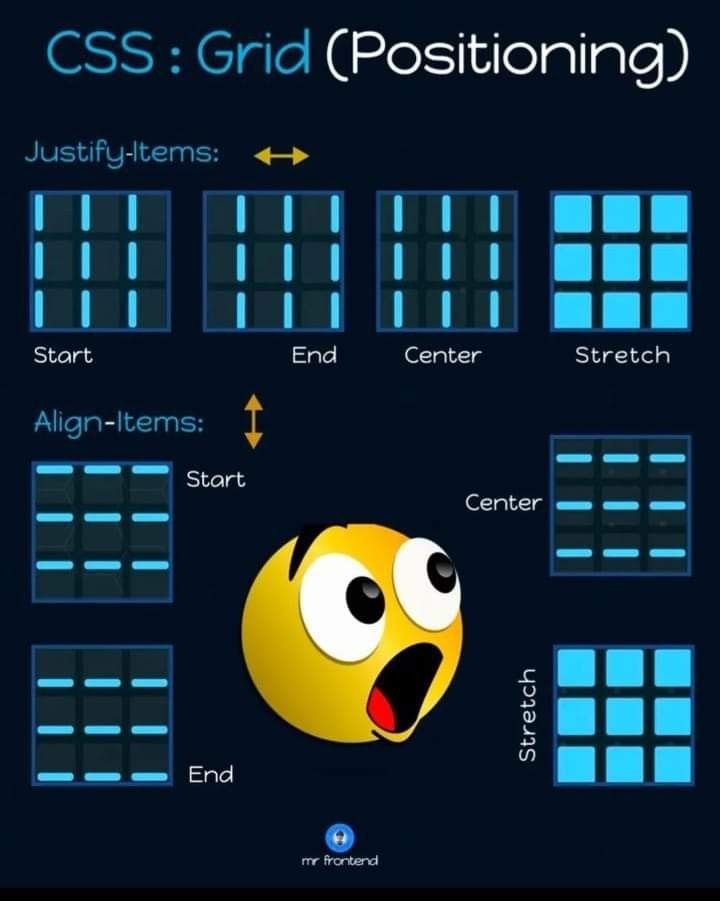 CSS : Grid (Positioning)
Justify-Items:
Start
End
Center
Stretch
Align-Items:
Start
Center
Stretch
End
mr frontend